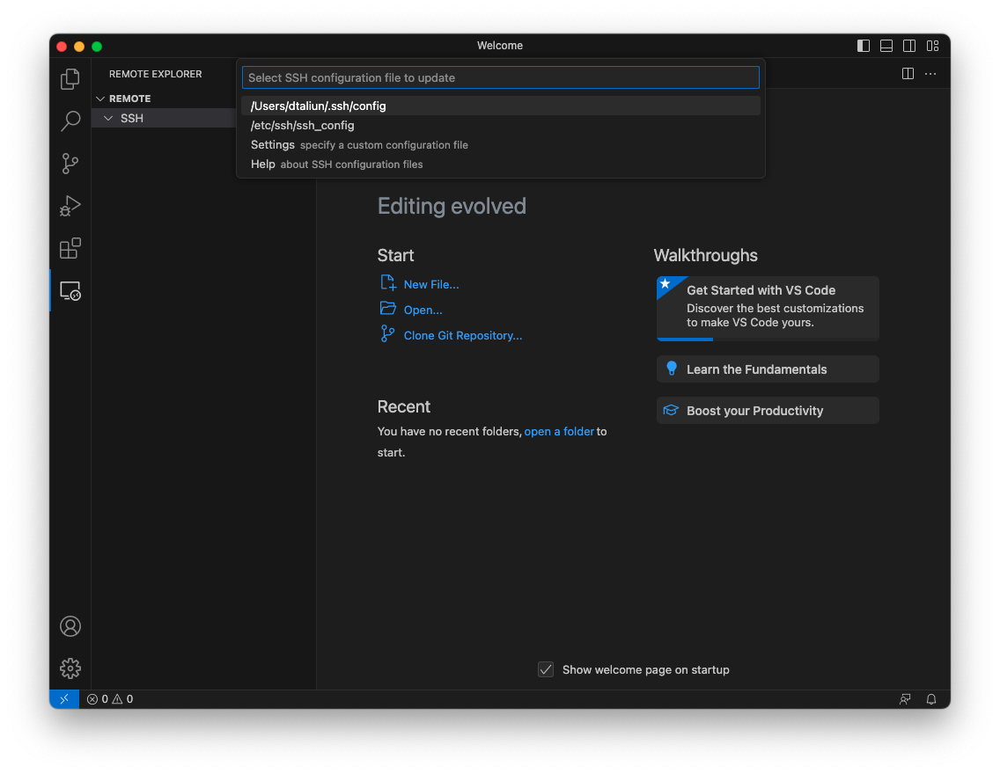 Welcome
REMOTE EXPLORER
REMOTE
SSH
Select SSH configuration file to update
/Users/dtaliun/.ssh/config
/etc/ssh/ssh_config
Settings specify a custom configuration file
Help about SSH configuration files
Editing evolved
Start
New File...
Open...
Clone Git Repository...
Recent
You have no recent folders, open a folder to
start.
Walkthroughs
Get Started with VS Code
Discover the best customizations
to make VS Code yours.
Learn the Fundamentals
Boost your Productivity
Show welcome page on startup
0 0